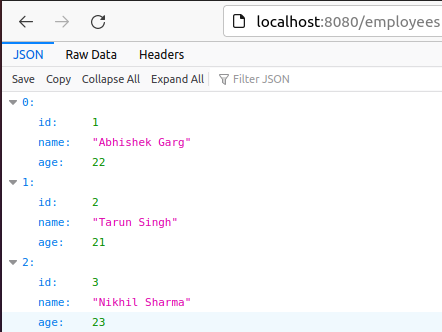 localhost:8080/employees
JSON Raw Data Headers
Save Copy Collapse All Expand All Filter JSON
0:
id: 1
name: "Abhishek Garg"
age: 22
1:
id: 2
name: "Tarun Singh"
age: 21
2:
id: 3
name: "Nikhil Sharma"
age: 23